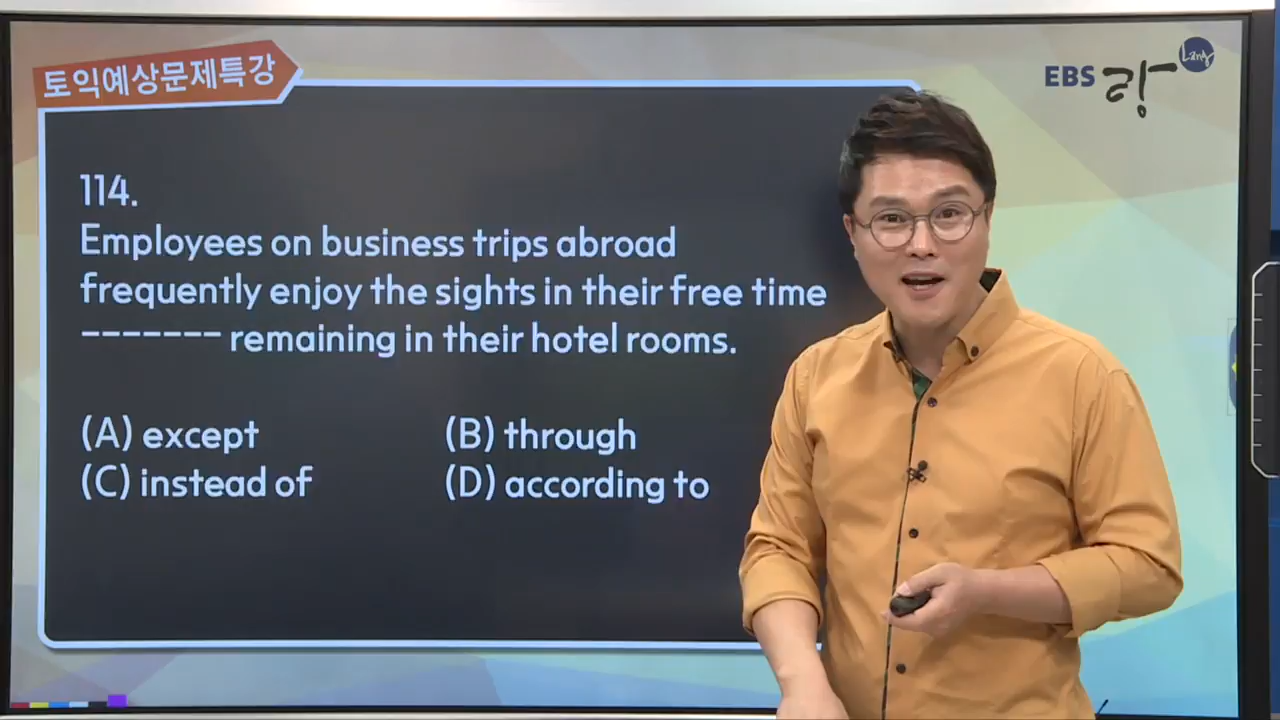 토익예상문제특강
EBS 랑 Lang
114.
Employees on business trips abroad
frequently enjoy the sights in their free time
------- remaining in their hotel rooms.
(A) except (B) through
(C) instead of (D) according to